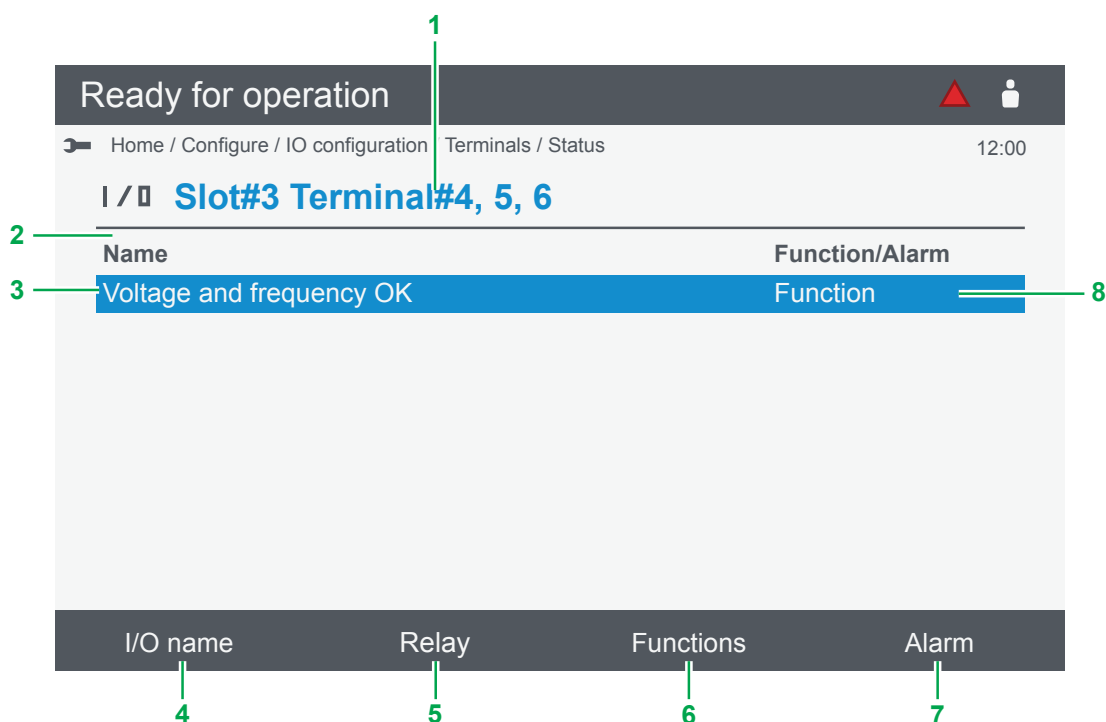 1
Ready for operation
Home / Configure / IO configuration / Terminals / Status
12:00
I/O Slot#3 Terminal#4, 5, 6
2
Name Function/Alarm
3 Voltage and frequency OK Function 8
I/O name Relay Functions Alarm
4 5 6 7